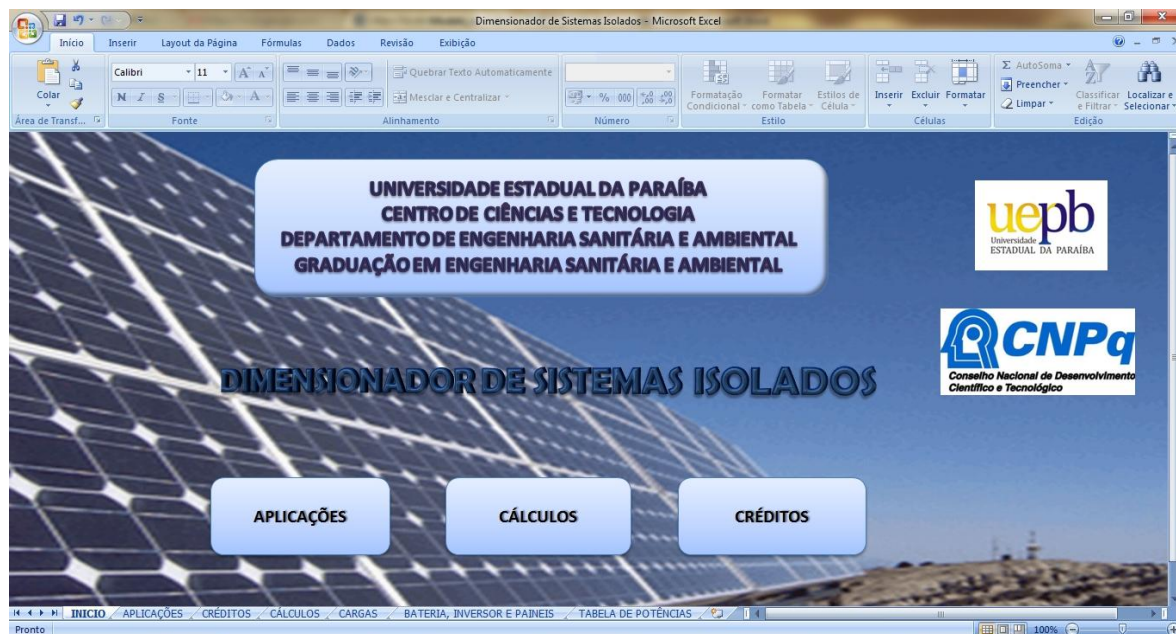 Dimensionador de Sistemas Isolados - Microsoft Excel
Início Inserir Layout da Página Fórmulas Dados Revisão Exibição
Colar
Calibri 11 A A
N I S A
Quebrar Texto Automaticamente
Mesclar e Centralizar
% 000 ,00 ,0
Formatação Condicional
Formatar como Tabela
Estilos de Célula
Inserir Excluir Formatar
Σ AutoSoma
Preencher
Limpar
Classificar e Filtrar
Localizar e Selecionar
Área de Transf... Fonte Alinhamento Número Estilo Células Edição
UNIVERSIDADE ESTADUAL DA PARAÍBA
CENTRO DE CIÊNCIAS E TECNOLOGIA
DEPARTAMENTO DE ENGENHARIA SANITÁRIA E AMBIENTAL
GRADUAÇÃO EM ENGENHARIA SANITÁRIA E AMBIENTAL
uepb
Universidade
ESTADUAL DA PARAÍBA
CNPq
Conselho Nacional de Desenvolvimento
Científico e Tecnológico
DIMENSIONADOR DE SISTEMAS ISOLADOS
APLICAÇÕES CÁLCULOS CRÉDITOS
INICIO APLICAÇÕES CRÉDITOS CÁLCULOS CARGAS BATERIA, INVERSOR E PAINEIS TABELA DE POTÊNCIAS
Pronto 100%